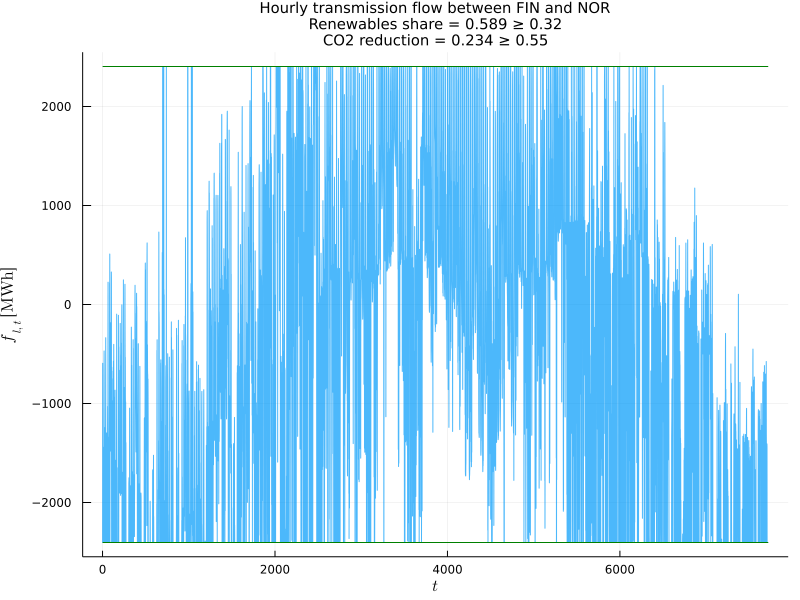 Hourly transmission flow between FIN and NOR
Renewables share = 0.589 ≥ 0.32
CO2 reduction = 0.234 ≥ 0.55
2000
1000
0
−1000
−2000
f l,t [MWh]
0 2000 4000 6000
t